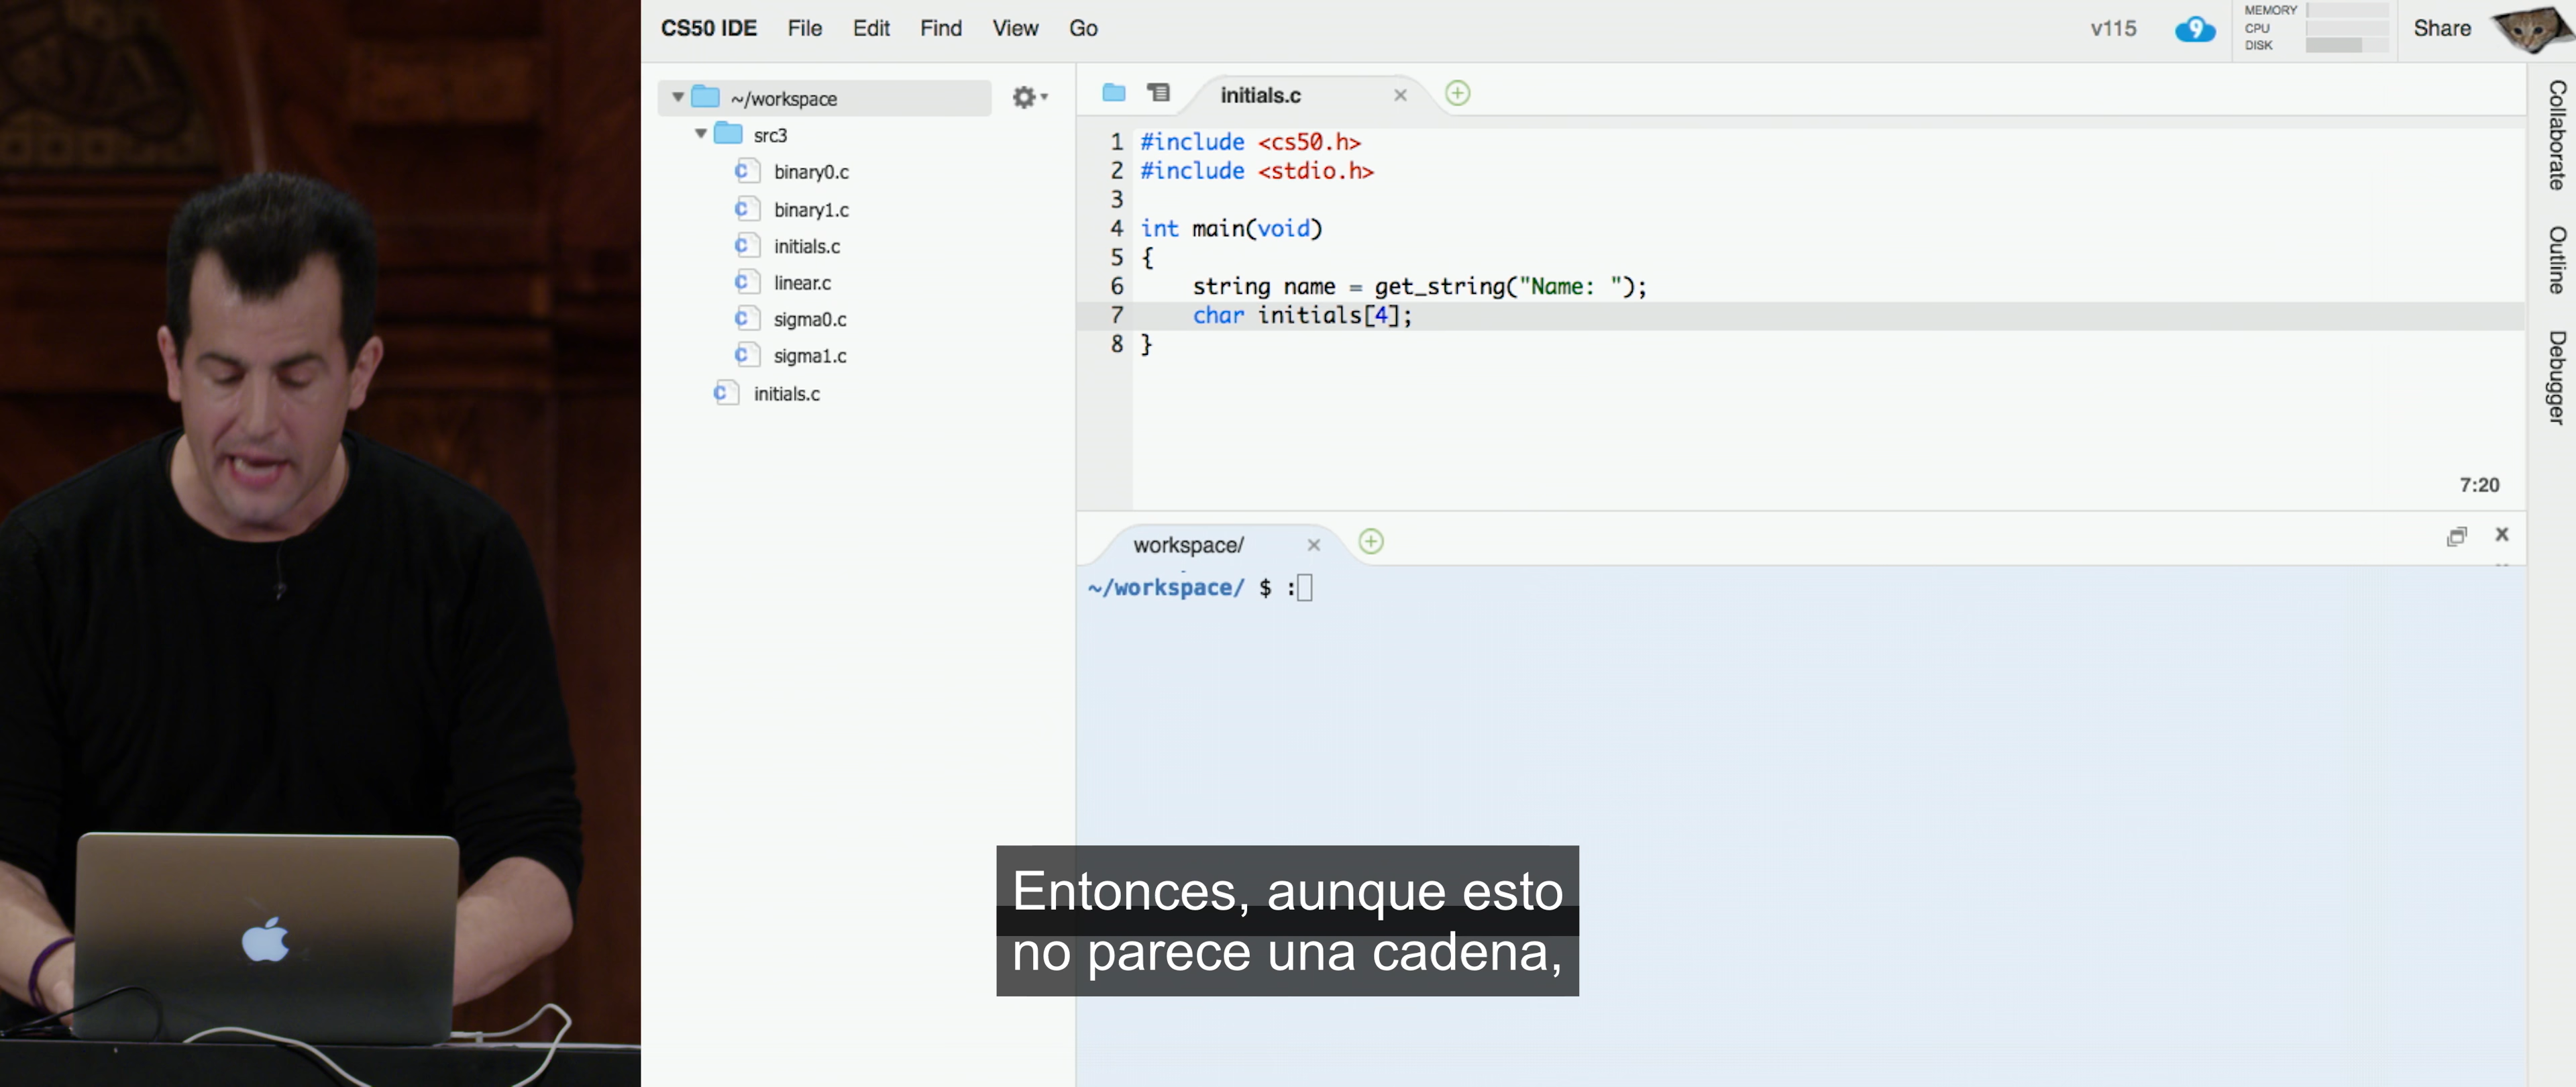 CS50 IDE File Edit Find View Go v115 9 MEMORY CPU DISK Share
~/workspace
src3
binary0.c
binary1.c
initials.c
linear.c
sigma0.c
sigma1.c
initials.c
initials.c
1 #include <cs50.h>
2 #include <stdio.h>
3
4 int main(void)
5 {
6 string name = get_string("Name: ");
7 char initials[4];
8 }
7:20
workspace/
~/workspace/ $ :
Collaborate
Outline
Debugger
Entonces, aunque esto
no parece una cadena,